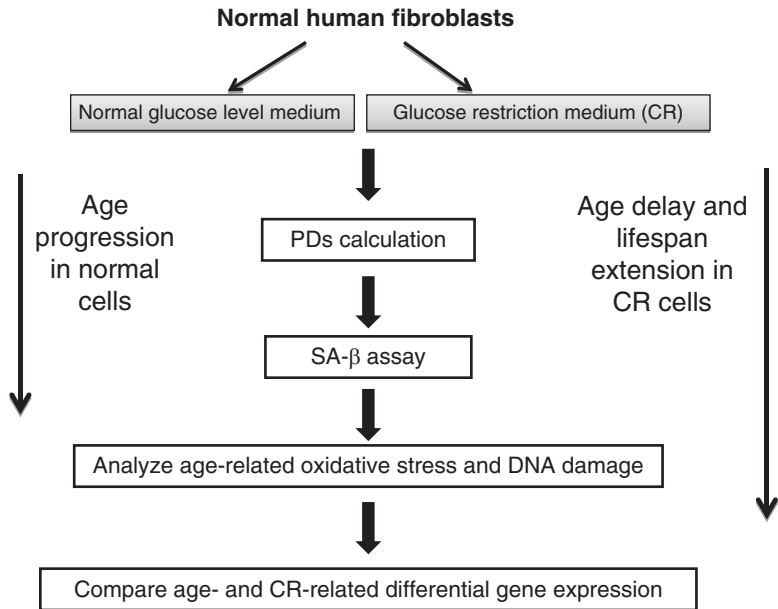 Normal human fibroblasts
Normal glucose level medium
Glucose restriction medium (CR)
Age
progression
in normal
cells
PDs calculation
Age delay and
lifespan
extension in
CR cells
SA-β assay
Analyze age-related oxidative stress and DNA damage
Compare age- and CR-related differential gene expression